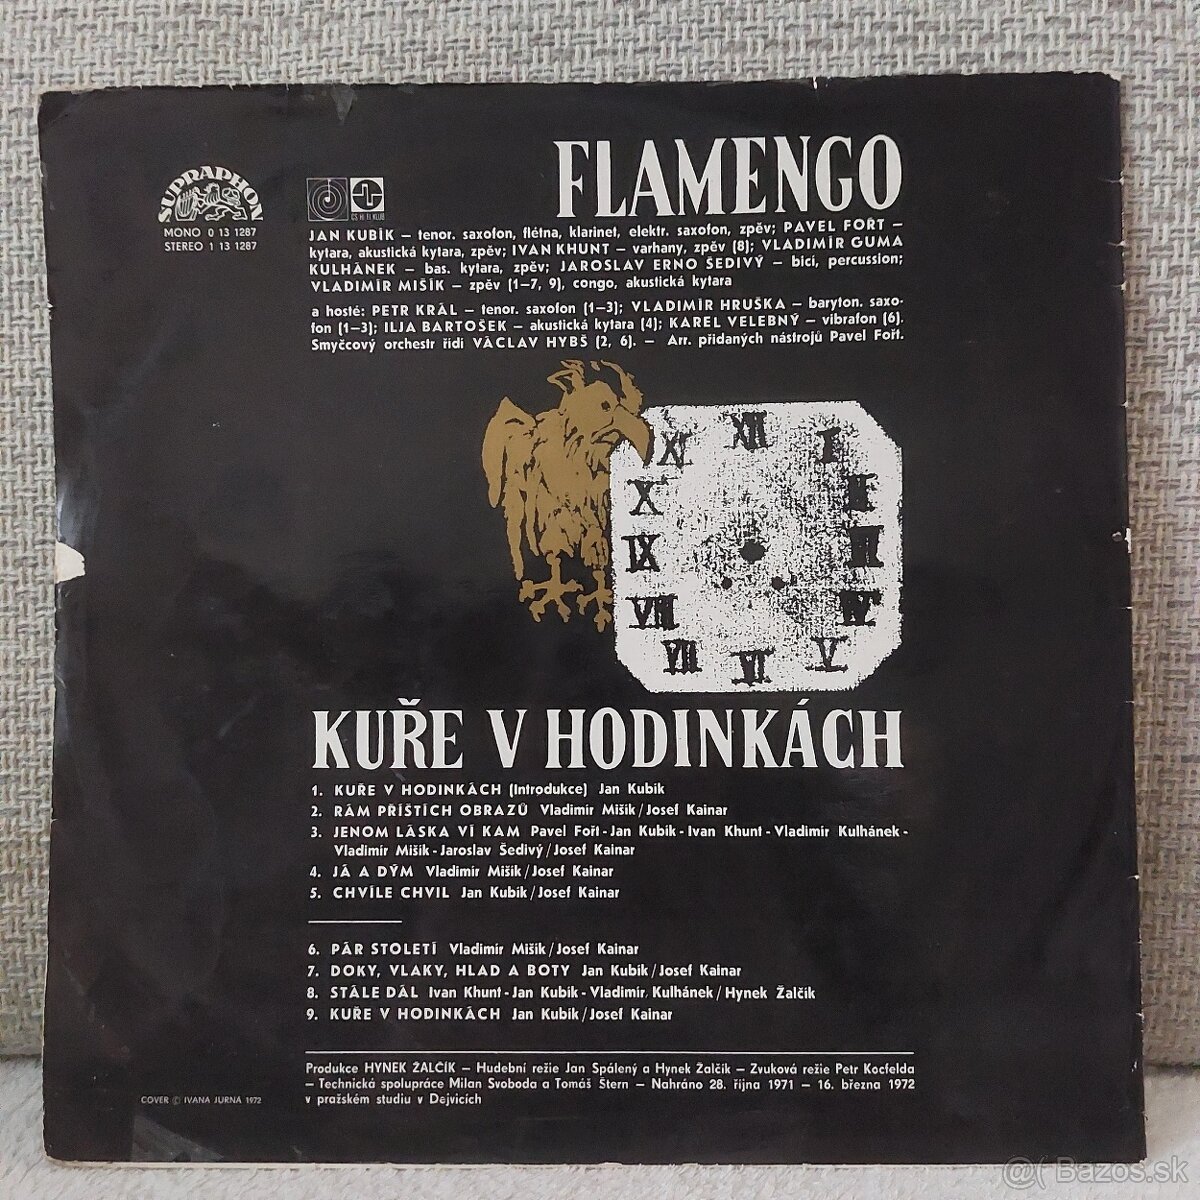 FLAMENGO
SUPRAPHON
MONO 0 13 1287
STEREO 1 13 1287
CS HI FI KLUB
JAN KUBÍK – tenor. saxofon, flétna, klarinet, elektr. saxofon, zpěv; PAVEL FOŘT –
kytara, akustická kytara, zpěv; IVAN KHUNT – varhany, zpěv (8); VLADIMÍR GUMA
KULHÁNEK – bas. kytara, zpěv; JAROSLAV ERNO ŠEDIVÝ – bicí, percussion;
VLADIMÍR MIŠÍK – zpěv (1–7, 9), congo, akustická kytara
a hosté: PETR KRÁL – tenor. saxofon (1–3); VLADIMÍR HRUŠKA – baryton. saxo-
fon (1–3); ILJA BARTOŠEK – akustická kytara (4); KAREL VELEBNÝ – vibrafon (6).
Smyčcový orchestr řídí VÁCLAV HYBŠ (2, 6). – Arr. přidaných nástrojů Pavel Fořt.
XII
XI
I
X
IX
VIII
IV
VII
VI
V
KUŘE V HODINKÁCH
1. KUŘE V HODINKÁCH (Introdukce) Jan Kubík
2. RÁM PŘÍŠTÍCH OBRAZŮ Vladimír Mišík/Josef Kainar
3. JENOM LÁSKA VÍ KAM Pavel Fořt-Jan Kubík-Ivan Khunt-Vladimír Kulhánek-
Vladimír Mišík-Jaroslav Šedivý/Josef Kainar
4. JÁ A DÝM Vladimír Mišík/Josef Kainar
5. CHVÍLE CHVIL Jan Kubík/Josef Kainar
6. PÁR STOLETÍ Vladimír Mišík/Josef Kainar
7. DOKY, VLAKY, HLAD A BOTY Jan Kubík/Josef Kainar
8. STÁLE DÁL Ivan Khunt-Jan Kubík-Vladimír Kulhánek/Hynek Žalčík
9. KUŘE V HODINKÁCH Jan Kubík/Josef Kainar
Produkce HYNEK ŽALČÍK – Hudební režie Jan Spálený a Hynek Žalčík – Zvuková režie Petr Kocfelda
– Technická spolupráce Milan Svoboda a Tomáš Štern – Nahráno 28. října 1971 – 16. března 1972
v pražském studiu v Dejvicích
COVER © IVANA JURNA 1972
@( Bazos.sk